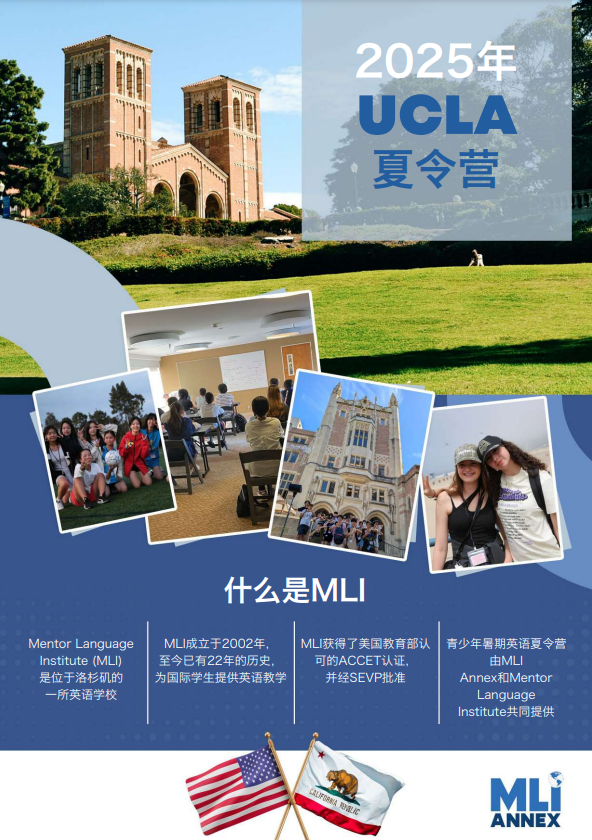 2025年
UCLA
夏令营
什么是MLI
Mentor Language
Institute (MLI)
是位于洛杉矶的
一所英语学校
MLI成立于2002年，
至今已有22年的历史，
为国际学生提供英语教学
MLI获得了美国教育部认
可的ACCET认证，
并经SEVP批准
青少年暑期英语夏令营
由MLI
Annex和Mentor
Language
Institute共同提供
CALIFORNIA REPUBLIC
MLi
ANNEX